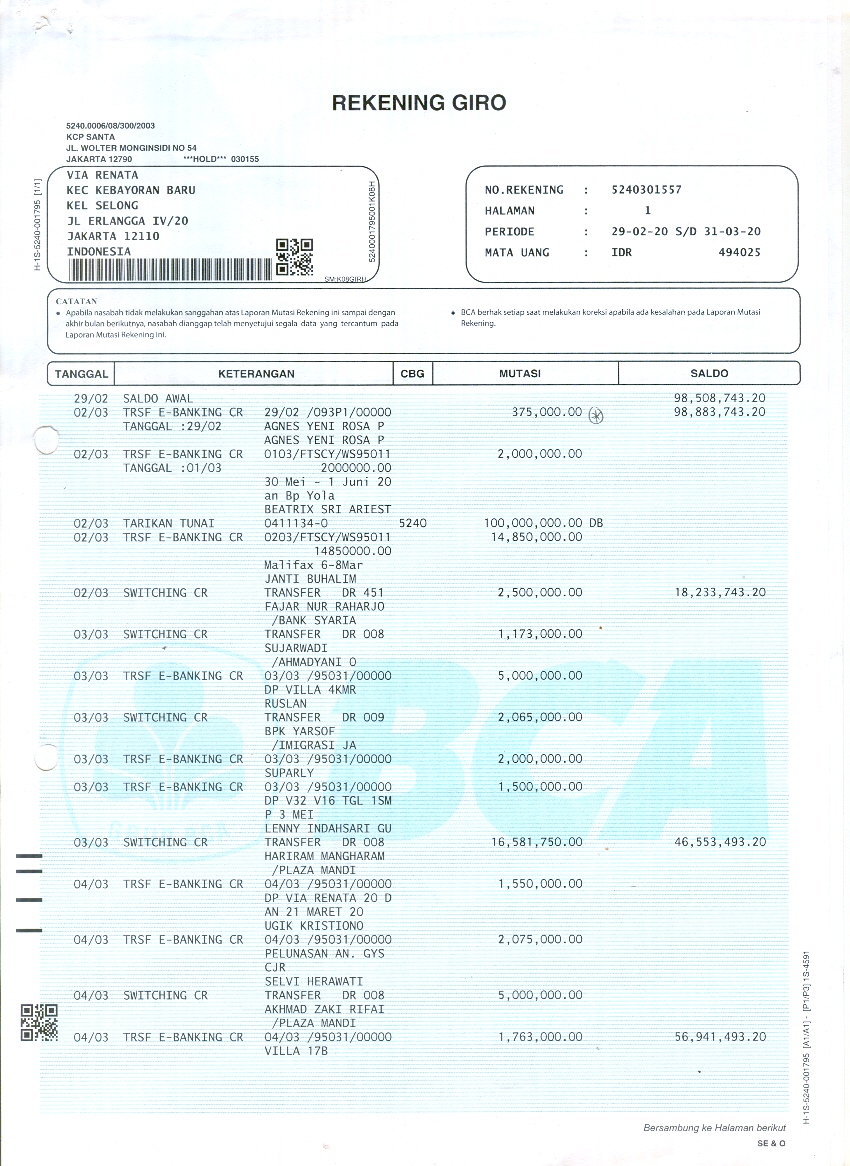 REKENING GIRO
5240.0006/08/300/2003
KCP SANTA
JL. WOLTER MONGINSIDI NO 54
JAKARTA 12790 ***HOLD*** 030155
VIA RENATA
KEC KEBAYORAN BARU
KEL SELONG
JL ERLANGGA IV/20
JAKARTA 12110
INDONESIA
SM:K08GIRU
5240001795001K08H
H-1S-5240-001795 [1/1]
NO.REKENING : 5240301557
HALAMAN : 1
PERIODE : 29-02-20 S/D 31-03-20
MATA UANG : IDR 494025
CATATAN
• Apabila nasabah tidak melakukan sanggahan atas Laporan Mutasi Rekening ini sampai dengan
akhir bulan berikutnya, nasabah dianggap telah menyetujui segala data yang tercantum pada
Laporan Mutasi Rekening ini.
• BCA berhak setiap saat melakukan koreksi apabila ada kesalahan pada Laporan Mutasi
Rekening.
TANGGAL KETERANGAN CBG MUTASI SALDO
29/02 SALDO AWAL 98,508,743.20
02/03 TRSF E-BANKING CR 29/02 /093P1/00000 375,000.00 98,883,743.20
TANGGAL :29/02 AGNES YENI ROSA P
AGNES YENI ROSA P
02/03 TRSF E-BANKING CR 0103/FTSCY/WS95011 2,000,000.00
TANGGAL :01/03 2000000.00
30 Mei - 1 Juni 20
an Bp Yola
BEATRIX SRI ARIEST
02/03 TARIKAN TUNAI 0411134-0 5240 100,000,000.00 DB
02/03 TRSF E-BANKING CR 0203/FTSCY/WS95011 14,850,000.00
14850000.00
Malifax 6-8Mar
JANTI BUHALIM
02/03 SWITCHING CR TRANSFER DR 451 2,500,000.00 18,233,743.20
FAJAR NUR RAHARJO
/BANK SYARIA
03/03 SWITCHING CR TRANSFER DR 008 1,173,000.00
SUJARWADI
/AHMADYANI O
03/03 TRSF E-BANKING CR 03/03 /95031/00000 5,000,000.00
DP VILLA 4KMR
RUSLAN
03/03 SWITCHING CR TRANSFER DR 009 2,065,000.00
BPK YARSOF
/IMIGRASI JA
03/03 TRSF E-BANKING CR 03/03 /95031/00000 2,000,000.00
SUPARLY
03/03 TRSF E-BANKING CR 03/03 /95031/00000 1,500,000.00
DP V32 V16 TGL 1SM
P 3 MEI
LENNY INDAHSARI GU
03/03 SWITCHING CR TRANSFER DR 008 16,581,750.00 46,553,493.20
HARIRAM MANGHARAM
/PLAZA MANDI
04/03 TRSF E-BANKING CR 04/03 /95031/00000 1,550,000.00
DP VIA RENATA 20 D
AN 21 MARET 20
UGIK KRISTIONO
04/03 TRSF E-BANKING CR 04/03 /95031/00000 2,075,000.00
PELUNASAN AN. GYS
CJR
SELVI HERAWATI
04/03 SWITCHING CR TRANSFER DR 008 5,000,000.00
AKHMAD ZAKI RIFAI
/PLAZA MANDI
04/03 TRSF E-BANKING CR 04/03 /95031/00000 1,763,000.00 56,941,493.20
VILLA 17B
BCA
Bersambung ke Halaman berikut
SE & O
H-1S-5240-001795 [A1/A1] - [P1/P3] 1S-4591